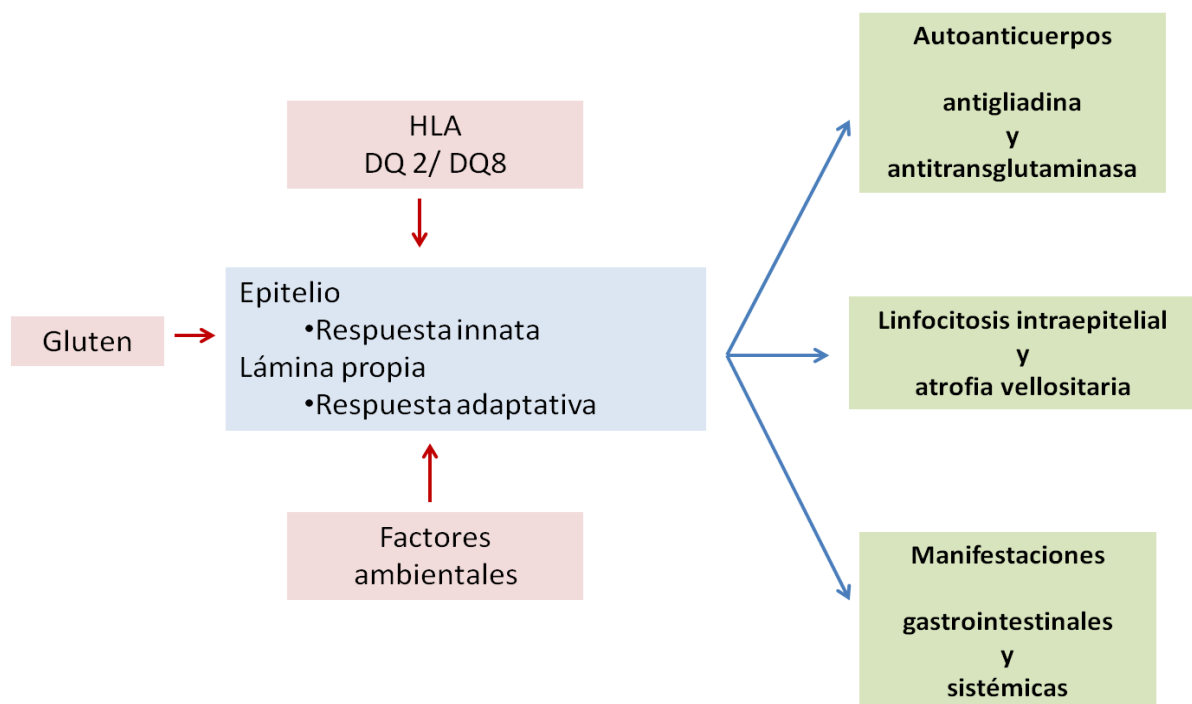 HLA
DQ 2/ DQ8
Gluten
Epitelio
•Respuesta innata
Lámina propia
•Respuesta adaptativa
Factores
ambientales
Autoanticuerpos
antigliadina
y
antitransglutaminasa
Linfocitosis intraepitelial
y
atrofia vellositaria
Manifestaciones
gastrointestinales
y
sistémicas